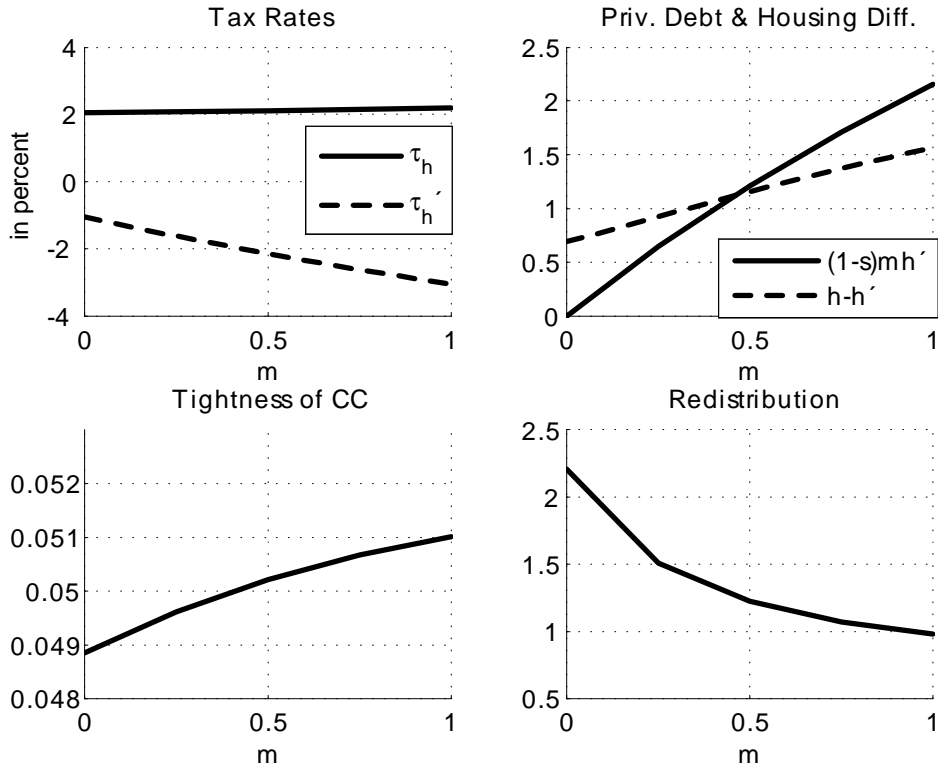 Tax Rates
4
2
0
-2
-4
in percent
τ_h
τ_h´
0
0.5
1
m
Priv. Debt & Housing Diff.
2.5
2
1.5
1
0.5
0
(1-s)mh´
h-h´
0
0.5
1
m
Tightness of CC
0.052
0.051
0.05
0.049
0.048
0
0.5
1
m
Redistribution
2.5
2
1.5
1
0.5
0
0.5
1
m